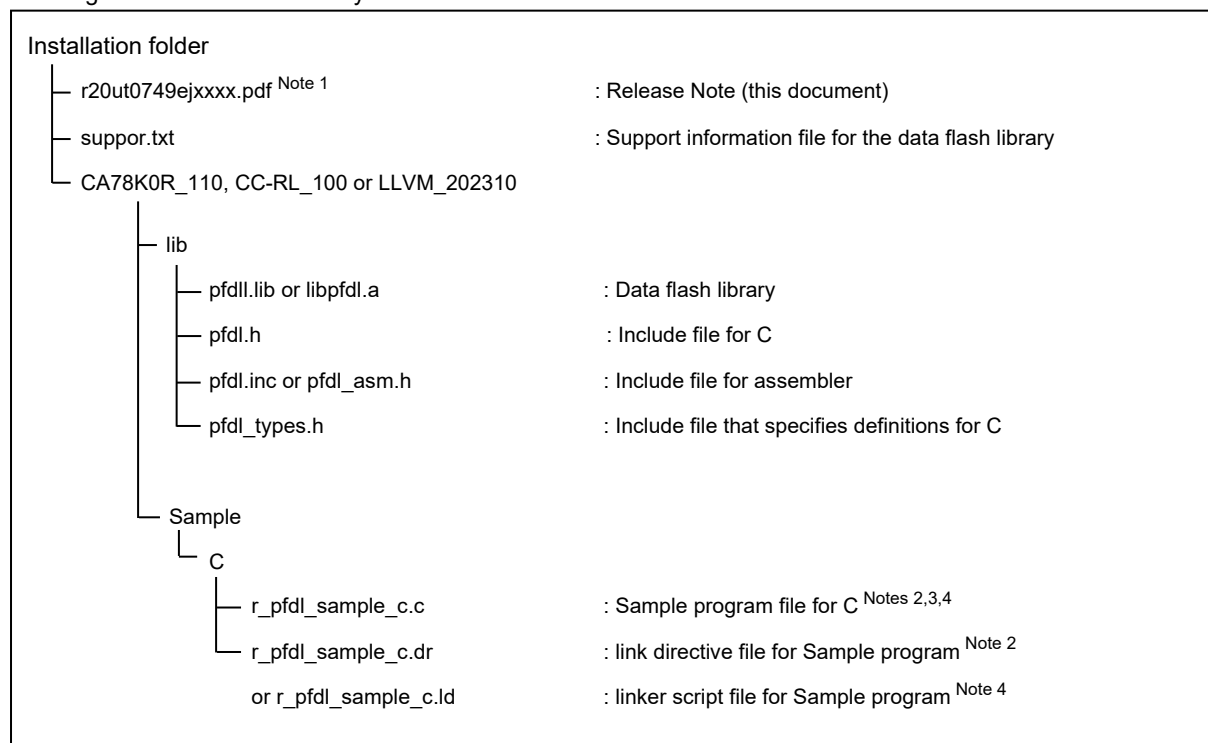 Installation folder
r20ut0749ejxxxx.pdf Note 1 : Release Note (this document)
suppor.txt : Support information file for the data flash library
CA78K0R_110, CC-RL_100 or LLVM_202310
lib
pfdll.lib or libpfdl.a : Data flash library
pfdl.h : Include file for C
pfdl.inc or pfdl_asm.h : Include file for assembler
pfdl_types.h : Include file that specifies definitions for C
Sample
C
r_pfdl_sample_c.c : Sample program file for C Notes 2,3,4
r_pfdl_sample_c.dr : link directive file for Sample program Note 2
or r_pfdl_sample_c.ld : linker script file for Sample program Note 4